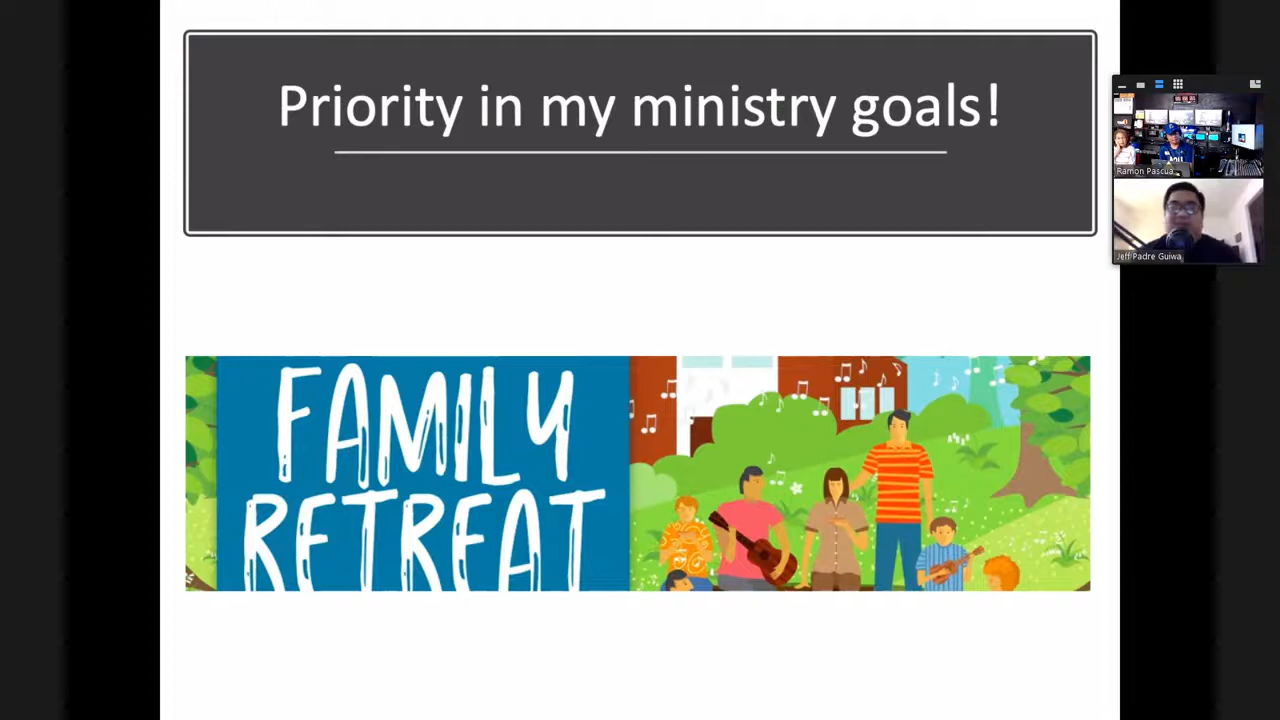 Priority in my ministry goals!
FAMILY
RETREAT
Ramon Pascua
Jeff Padre Guiwa